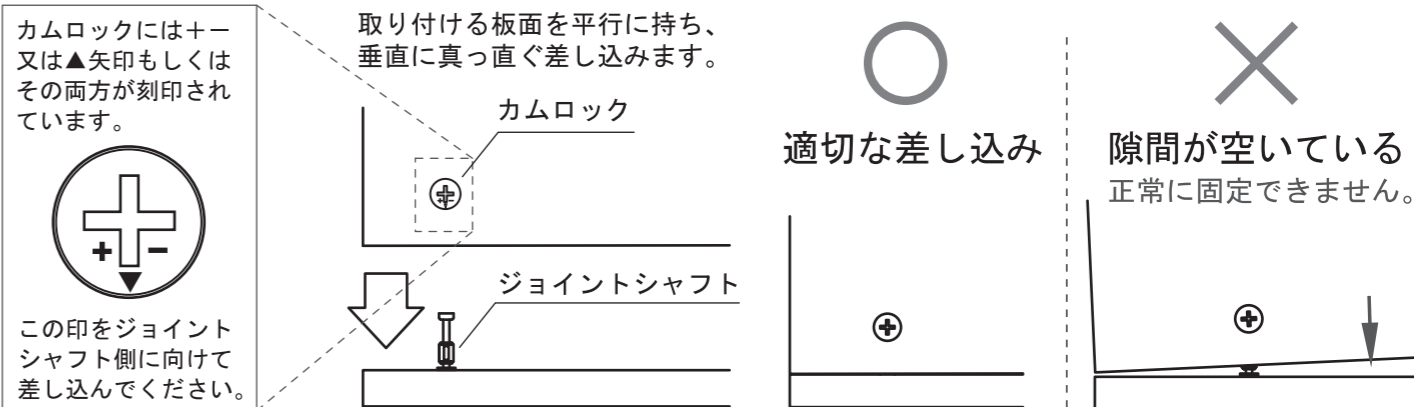 カムロックには＋－
又は▲矢印もしくは
その両方が刻印され
ています。
＋ －
この印をジョイント
シャフト側に向けて
差し込んでください。
取り付ける板面を平行に持ち、
垂直に真っ直ぐ差し込みます。
カムロック
ジョイントシャフト
適切な差し込み
隙間が空いている
正常に固定できません。